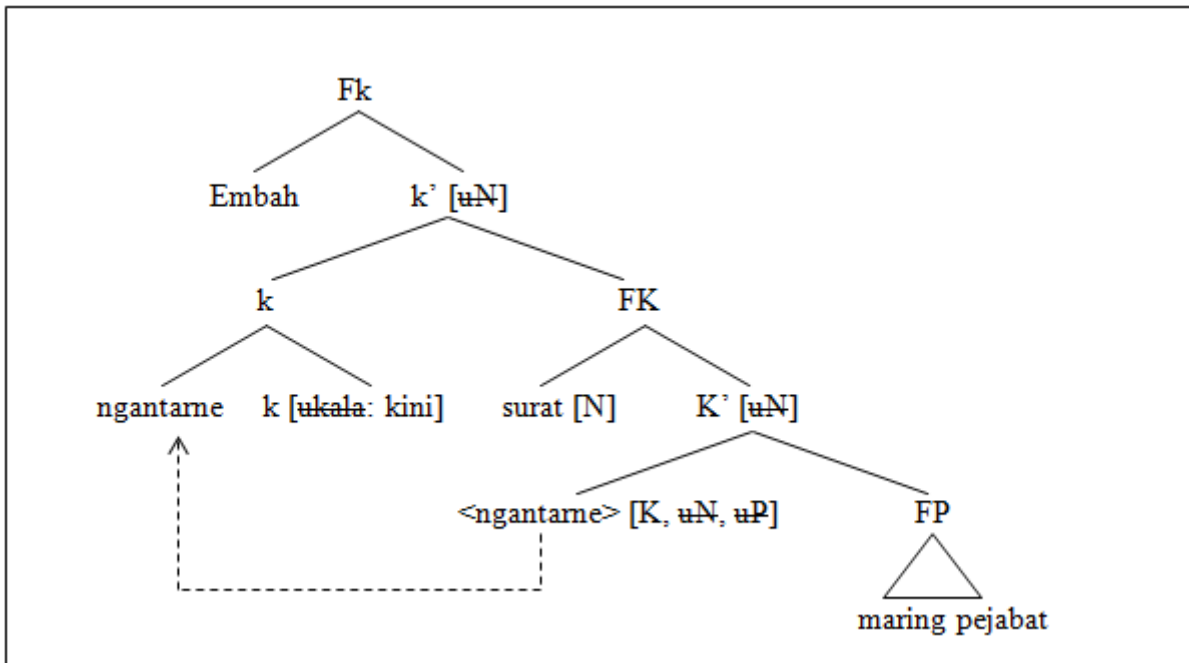 Fk
Embah k’ [uN]
k FK
ngantarne k [ukala: kini] surat [N] K’ [uN]
<ngantarne> [K, uN, uP] FP
maring pejabat